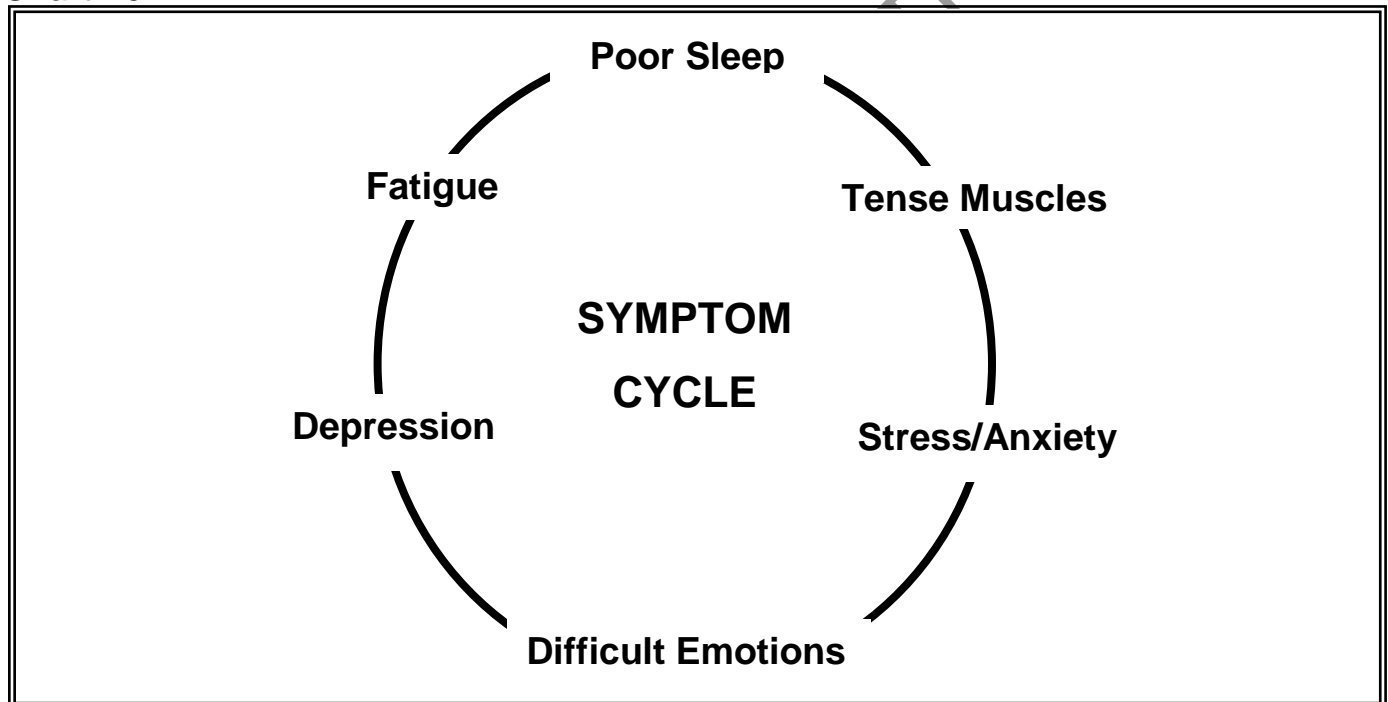 Poor Sleep
Fatigue
Tense Muscles
SYMPTOM
CYCLE
Depression
Stress/Anxiety
Difficult Emotions